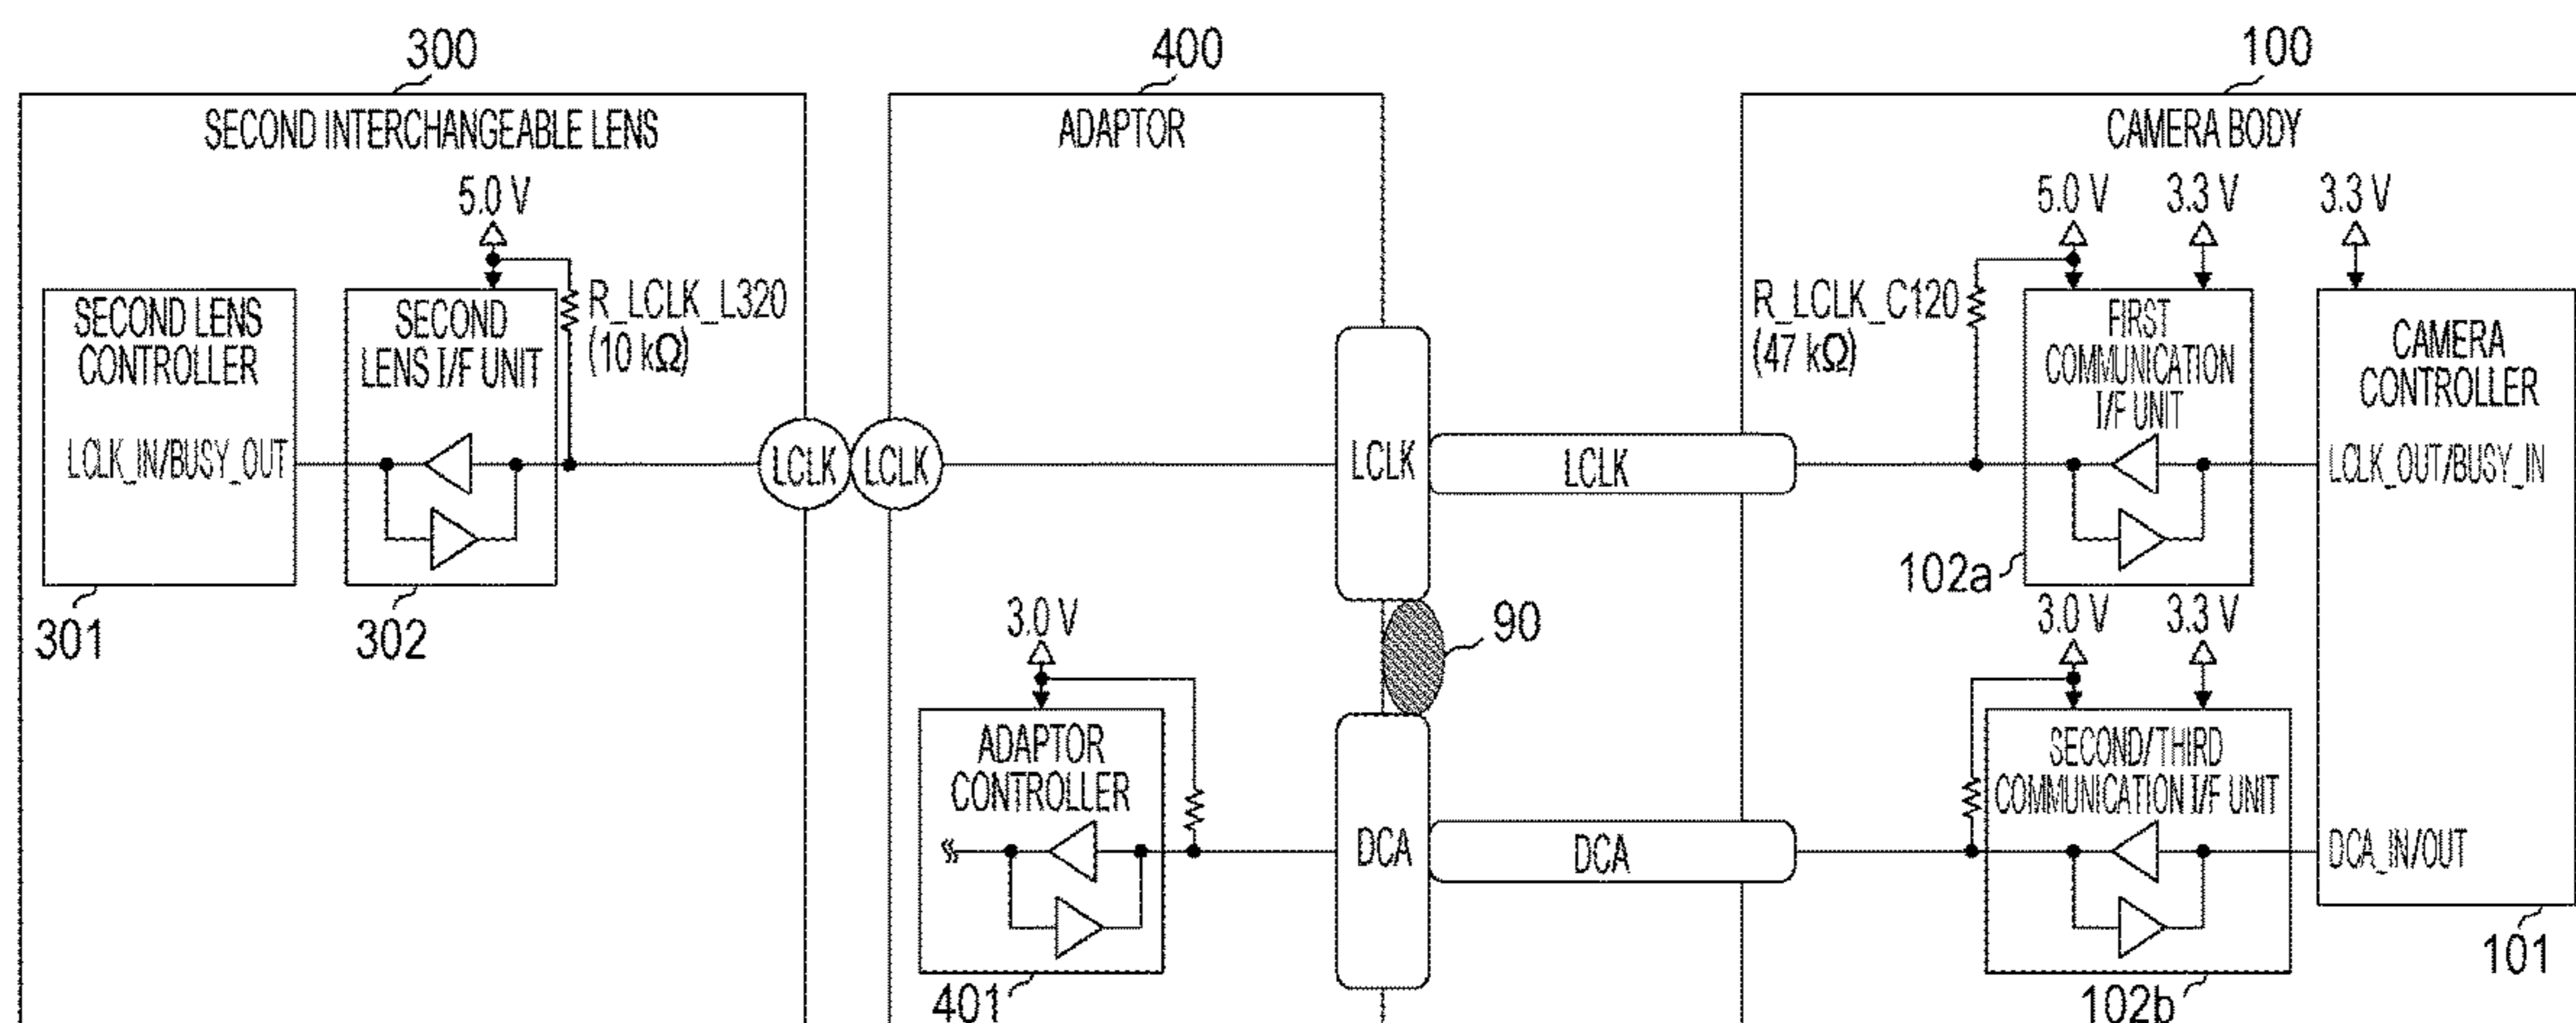 300
400
100
SECOND INTERCHANGEABLE LENS
ADAPTOR
CAMERA BODY
5.0 V
5.0 V
3.3 V
3.3 V
SECOND LENS
CONTROLLER
LCLK_IN/BUSY_OUT
301
SECOND
LENS I/F UNIT
302
R_LCLK_L320
(10 kΩ)
LCLK
LCLK
LCLK
LCLK
R_LCLK_C120
(47 kΩ)
FIRST
COMMUNICATION
I/F UNIT
102a
CAMERA
CONTROLLER
LCLK_OUT/BUSY_IN
90
3.0 V
ADAPTOR
CONTROLLER
401
DCA
DCA
3.0 V
3.3 V
SECOND/THIRD
COMMUNICATION I/F UNIT
102b
DCA_IN/OUT
101